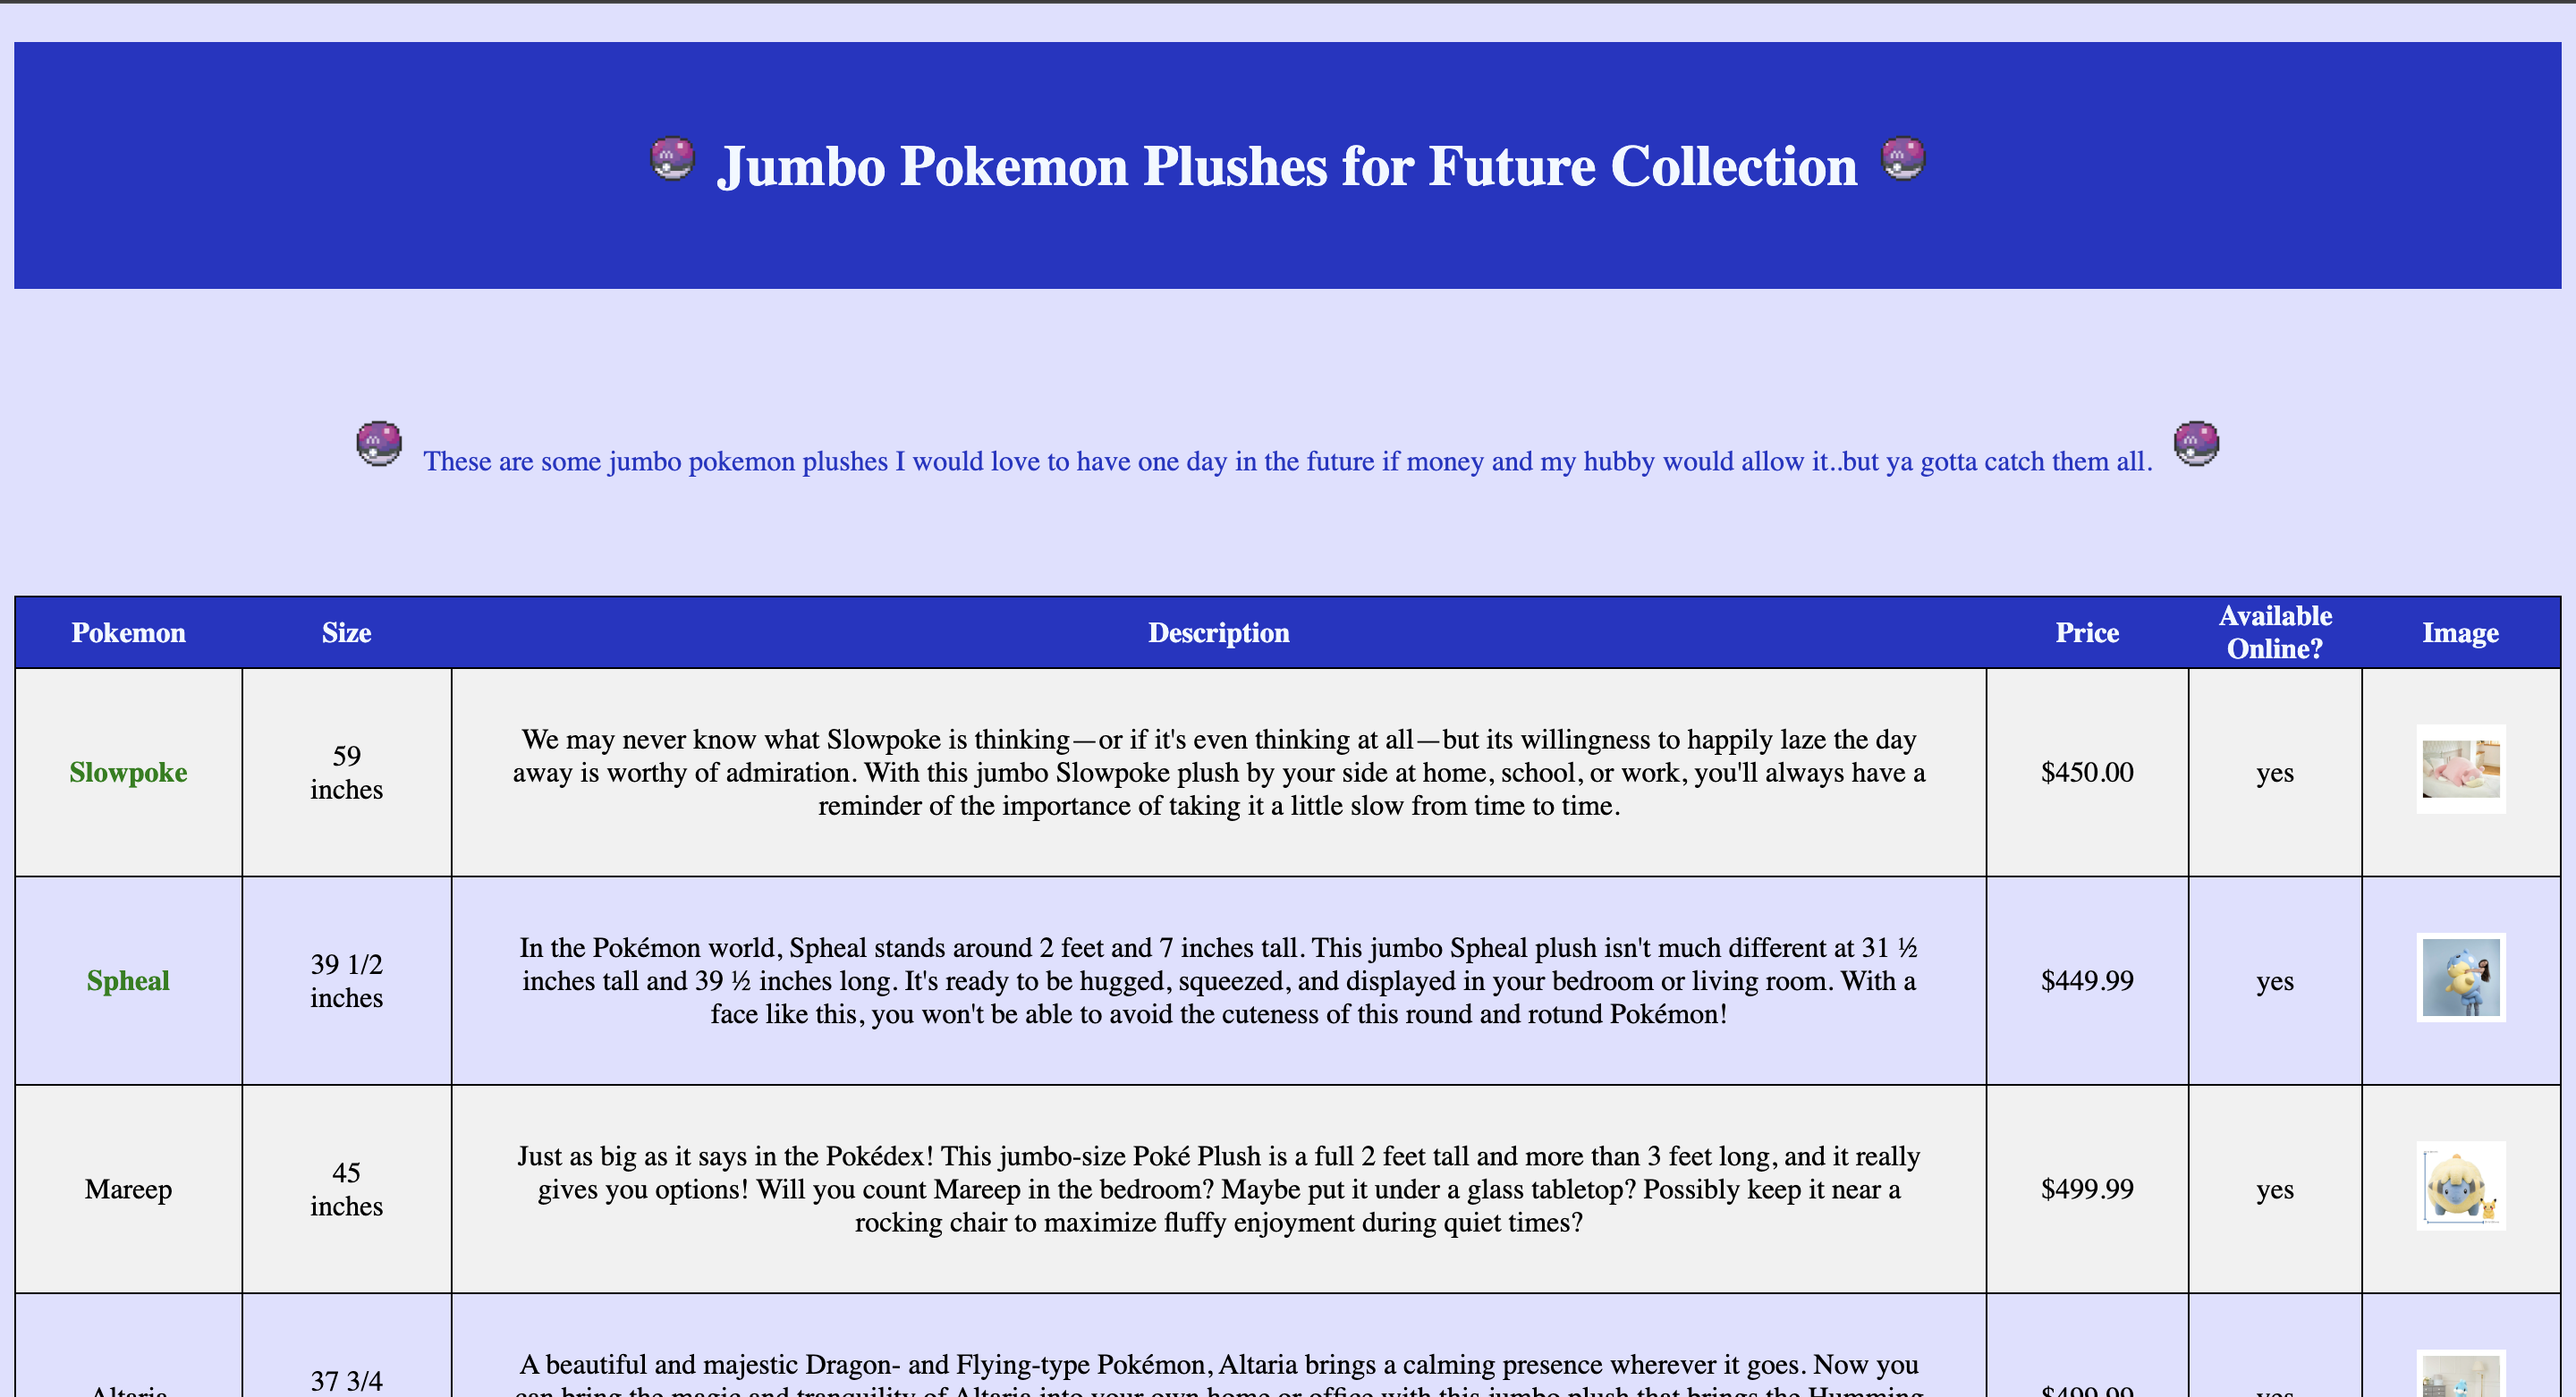 Jumbo Pokemon Plushes for Future Collection
These are some jumbo pokemon plushes I would love to have one day in the future if money and my hubby would allow it..but ya gotta catch them all.
Pokemon
Size
Description
Price
Available
Online?
Image
Slowpoke
59
inches
We may never know what Slowpoke is thinking—or if it's even thinking at all—but its willingness to happily laze the day
away is worthy of admiration. With this jumbo Slowpoke plush by your side at home, school, or work, you'll always have a
reminder of the importance of taking it a little slow from time to time.
$450.00
yes
Spheal
39 1/2
inches
In the Pokémon world, Spheal stands around 2 feet and 7 inches tall. This jumbo Spheal plush isn't much different at 31 ½
inches tall and 39 ½ inches long. It's ready to be hugged, squeezed, and displayed in your bedroom or living room. With a
face like this, you won't be able to avoid the cuteness of this round and rotund Pokémon!
$449.99
yes
Mareep
45
inches
Just as big as it says in the Pokédex! This jumbo-size Poké Plush is a full 2 feet tall and more than 3 feet long, and it really
gives you options! Will you count Mareep in the bedroom? Maybe put it under a glass tabletop? Possibly keep it near a
rocking chair to maximize fluffy enjoyment during quiet times?
$499.99
yes
Altaria
37 3/4
A beautiful and majestic Dragon- and Flying-type Pokémon, Altaria brings a calming presence wherever it goes. Now you
can bring the magic and tranquility of Altaria into your own home or office with this jumbo plush that brings the Humming
$499.99
yes